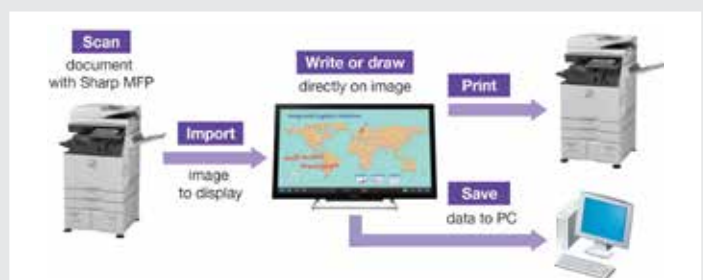 Scan
document
with Sharp MFP
Import
image
to display
Write or draw
directly on image
Print
Save
data to PC